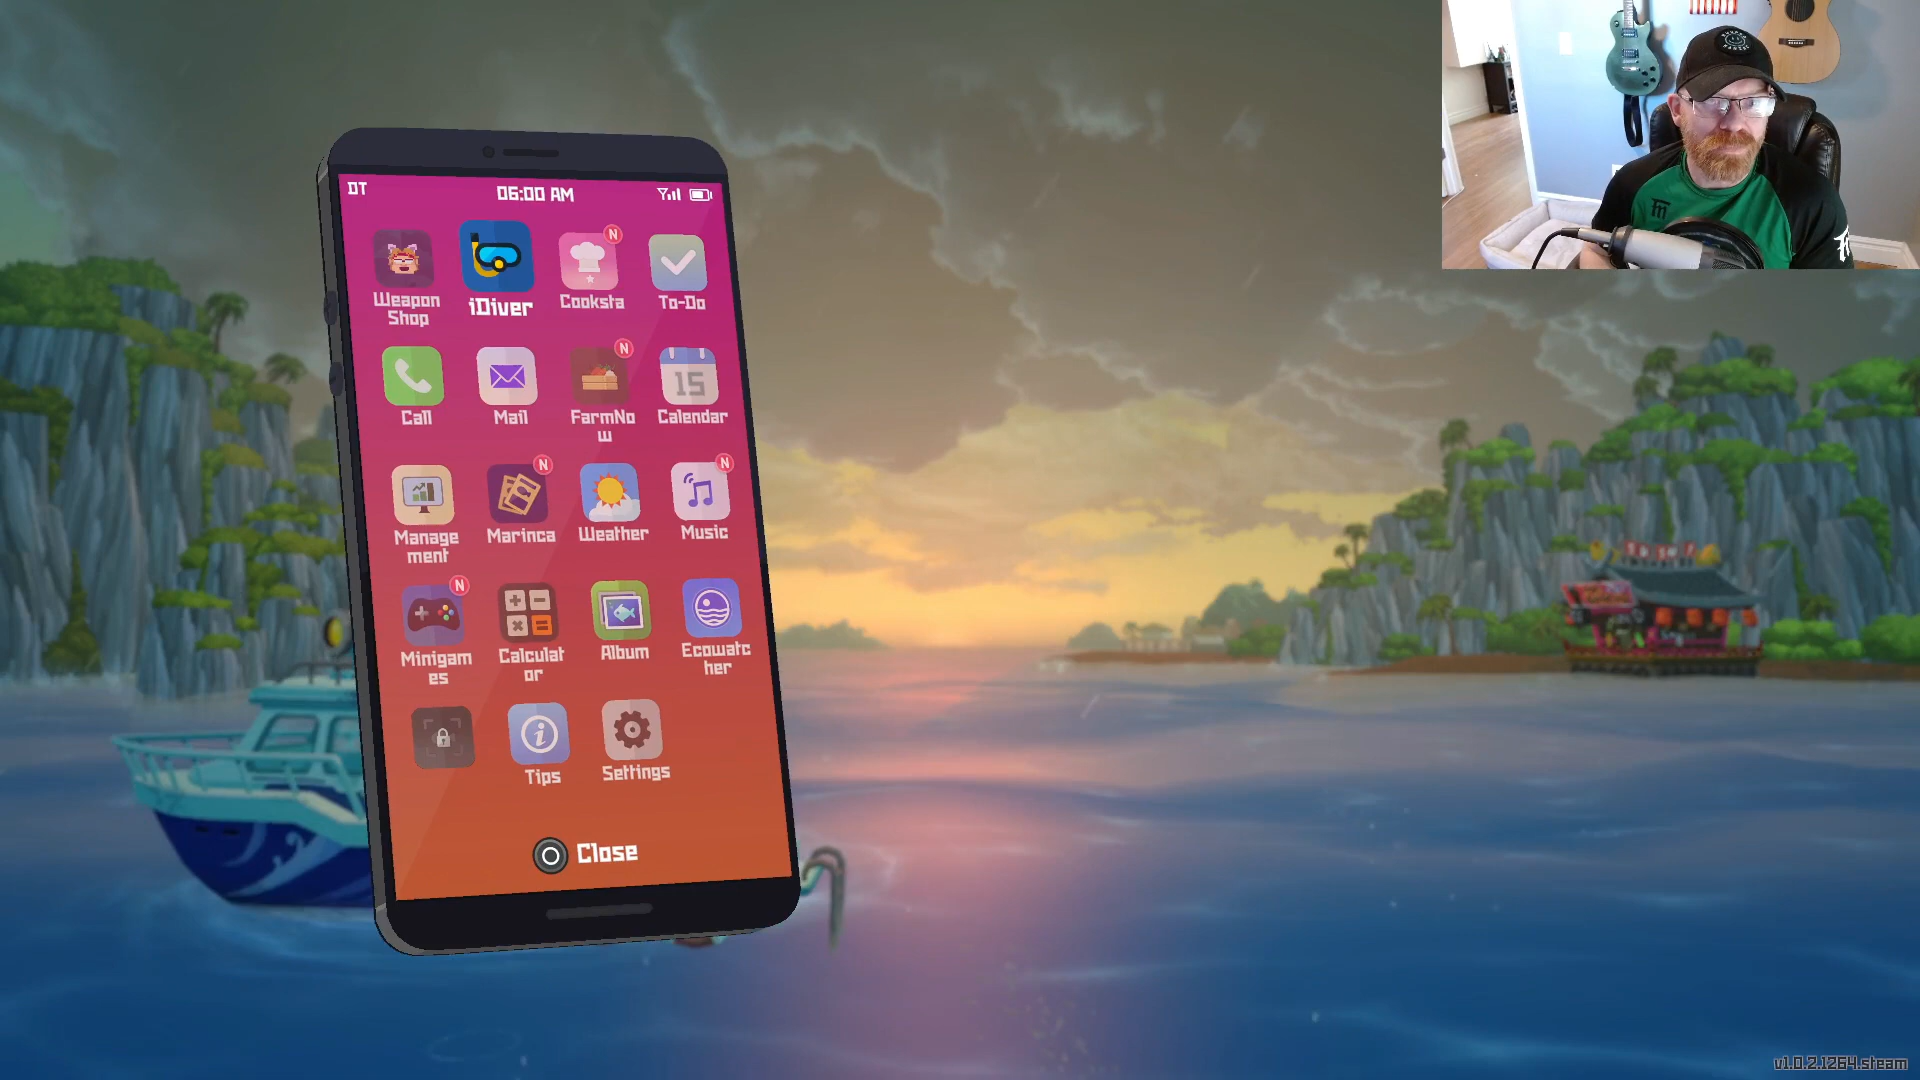 DT
06:00 AM
Weapon
Shop
iDiver
N
Cooksta
To-Do
Call
Mail
N
FarmNo
w
15
Calendar
Manage
ment
N
Marinca
Weather
N
Music
N
Minigam
es
Calculat
or
Album
Ecowatc
her
Tips
Settings
Close
v1.0.2.1264.steam